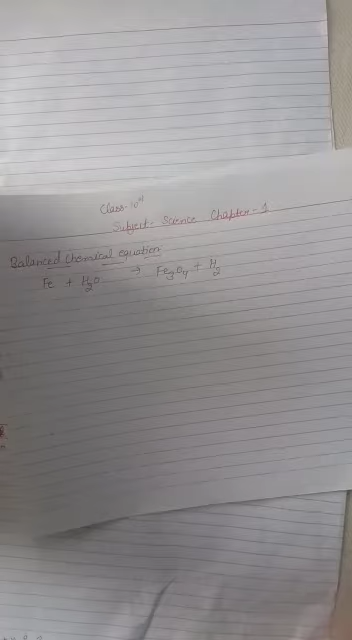 Class-10th
Subject- Science Chapter-1
Balanced chemical equation
Fe + H2O → Fe3O4 + H2